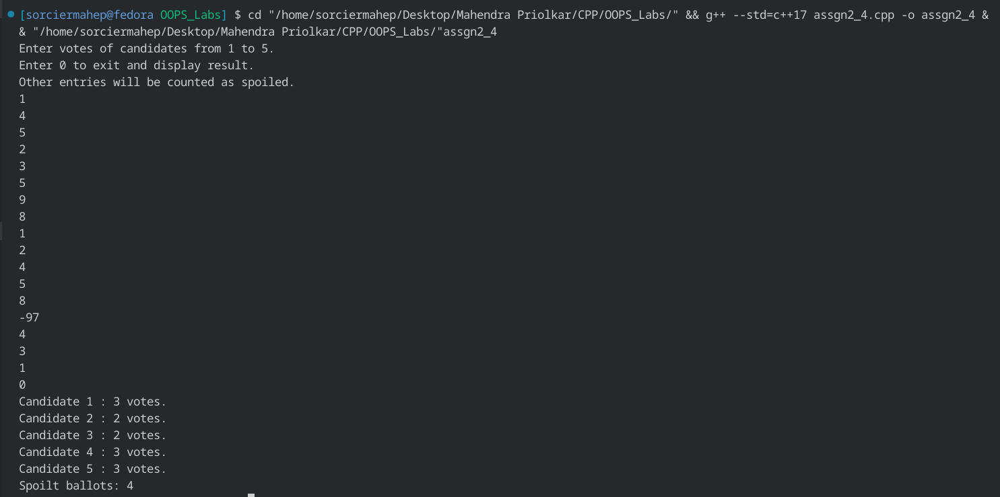 [sorciermahep@fedora OOPS_Labs] $ cd "/home/sorciermahep/Desktop/Mahendra Priolkar/CPP/OOPS_Labs/" && g++ --std=c++17 assgn2_4.cpp -o assgn2_4 &
& "/home/sorciermahep/Desktop/Mahendra Priolkar/CPP/OOPS_Labs/"assgn2_4
Enter votes of candidates from 1 to 5.
Enter 0 to exit and display result.
Other entries will be counted as spoiled.
1
4
5
2
3
5
9
8
1
2
4
5
8
-97
4
3
1
0
Candidate 1 : 3 votes.
Candidate 2 : 2 votes.
Candidate 3 : 2 votes.
Candidate 4 : 3 votes.
Candidate 5 : 3 votes.
Spoilt ballots: 4